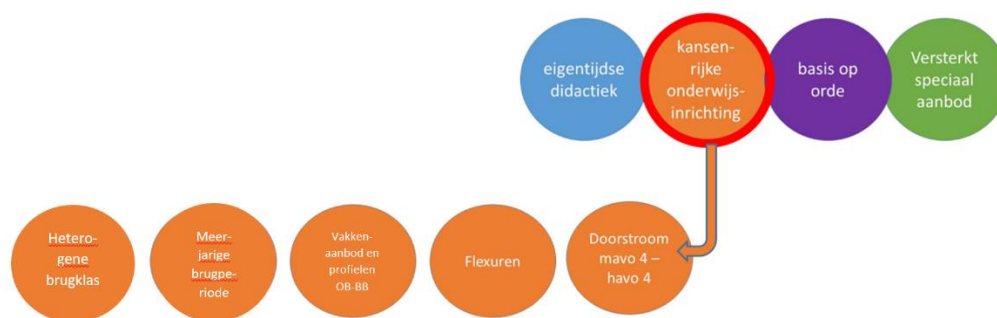 eigentijdse
didactiek
kansen-
rijke
onderwijs-
inrichting
basis op
orde
Versterkt
speciaal
aanbod
Hetero-
gene
brugklas
Meer-
jarige
brugpe-
riode
Vakken-
aanbod en
profielen
OB-BB
Flexuren
Doorstroom
mavo 4 –
havo 4